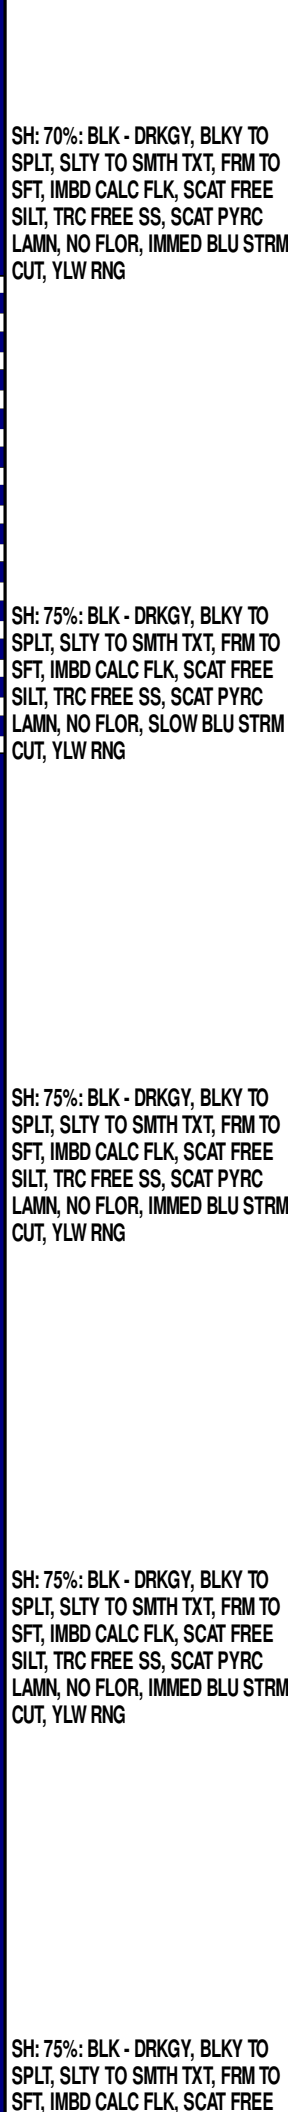 SH: 70%: BLK - DRKGY, BLKY TO
SPLT, SLTY TO SMTH TXT, FRM TO
SFT, IMBD CALC FLK, SCAT FREE
SILT, TRC FREE SS, SCAT PYRC
LAMN, NO FLOR, IMMED BLU STRM
CUT, YLW RNG
SH: 75%: BLK - DRKGY, BLKY TO
SPLT, SLTY TO SMTH TXT, FRM TO
SFT, IMBD CALC FLK, SCAT FREE
SILT, TRC FREE SS, SCAT PYRC
LAMN, NO FLOR, SLOW BLU STRM
CUT, YLW RNG
SH: 75%: BLK - DRKGY, BLKY TO
SPLT, SLTY TO SMTH TXT, FRM TO
SFT, IMBD CALC FLK, SCAT FREE
SILT, TRC FREE SS, SCAT PYRC
LAMN, NO FLOR, IMMED BLU STRM
CUT, YLW RNG
SH: 75%: BLK - DRKGY, BLKY TO
SPLT, SLTY TO SMTH TXT, FRM TO
SFT, IMBD CALC FLK, SCAT FREE
SILT, TRC FREE SS, SCAT PYRC
LAMN, NO FLOR, IMMED BLU STRM
CUT, YLW RNG
SH: 75%: BLK - DRKGY, BLKY TO
SPLT, SLTY TO SMTH TXT, FRM TO
SFT, IMBD CALC FLK, SCAT FREE